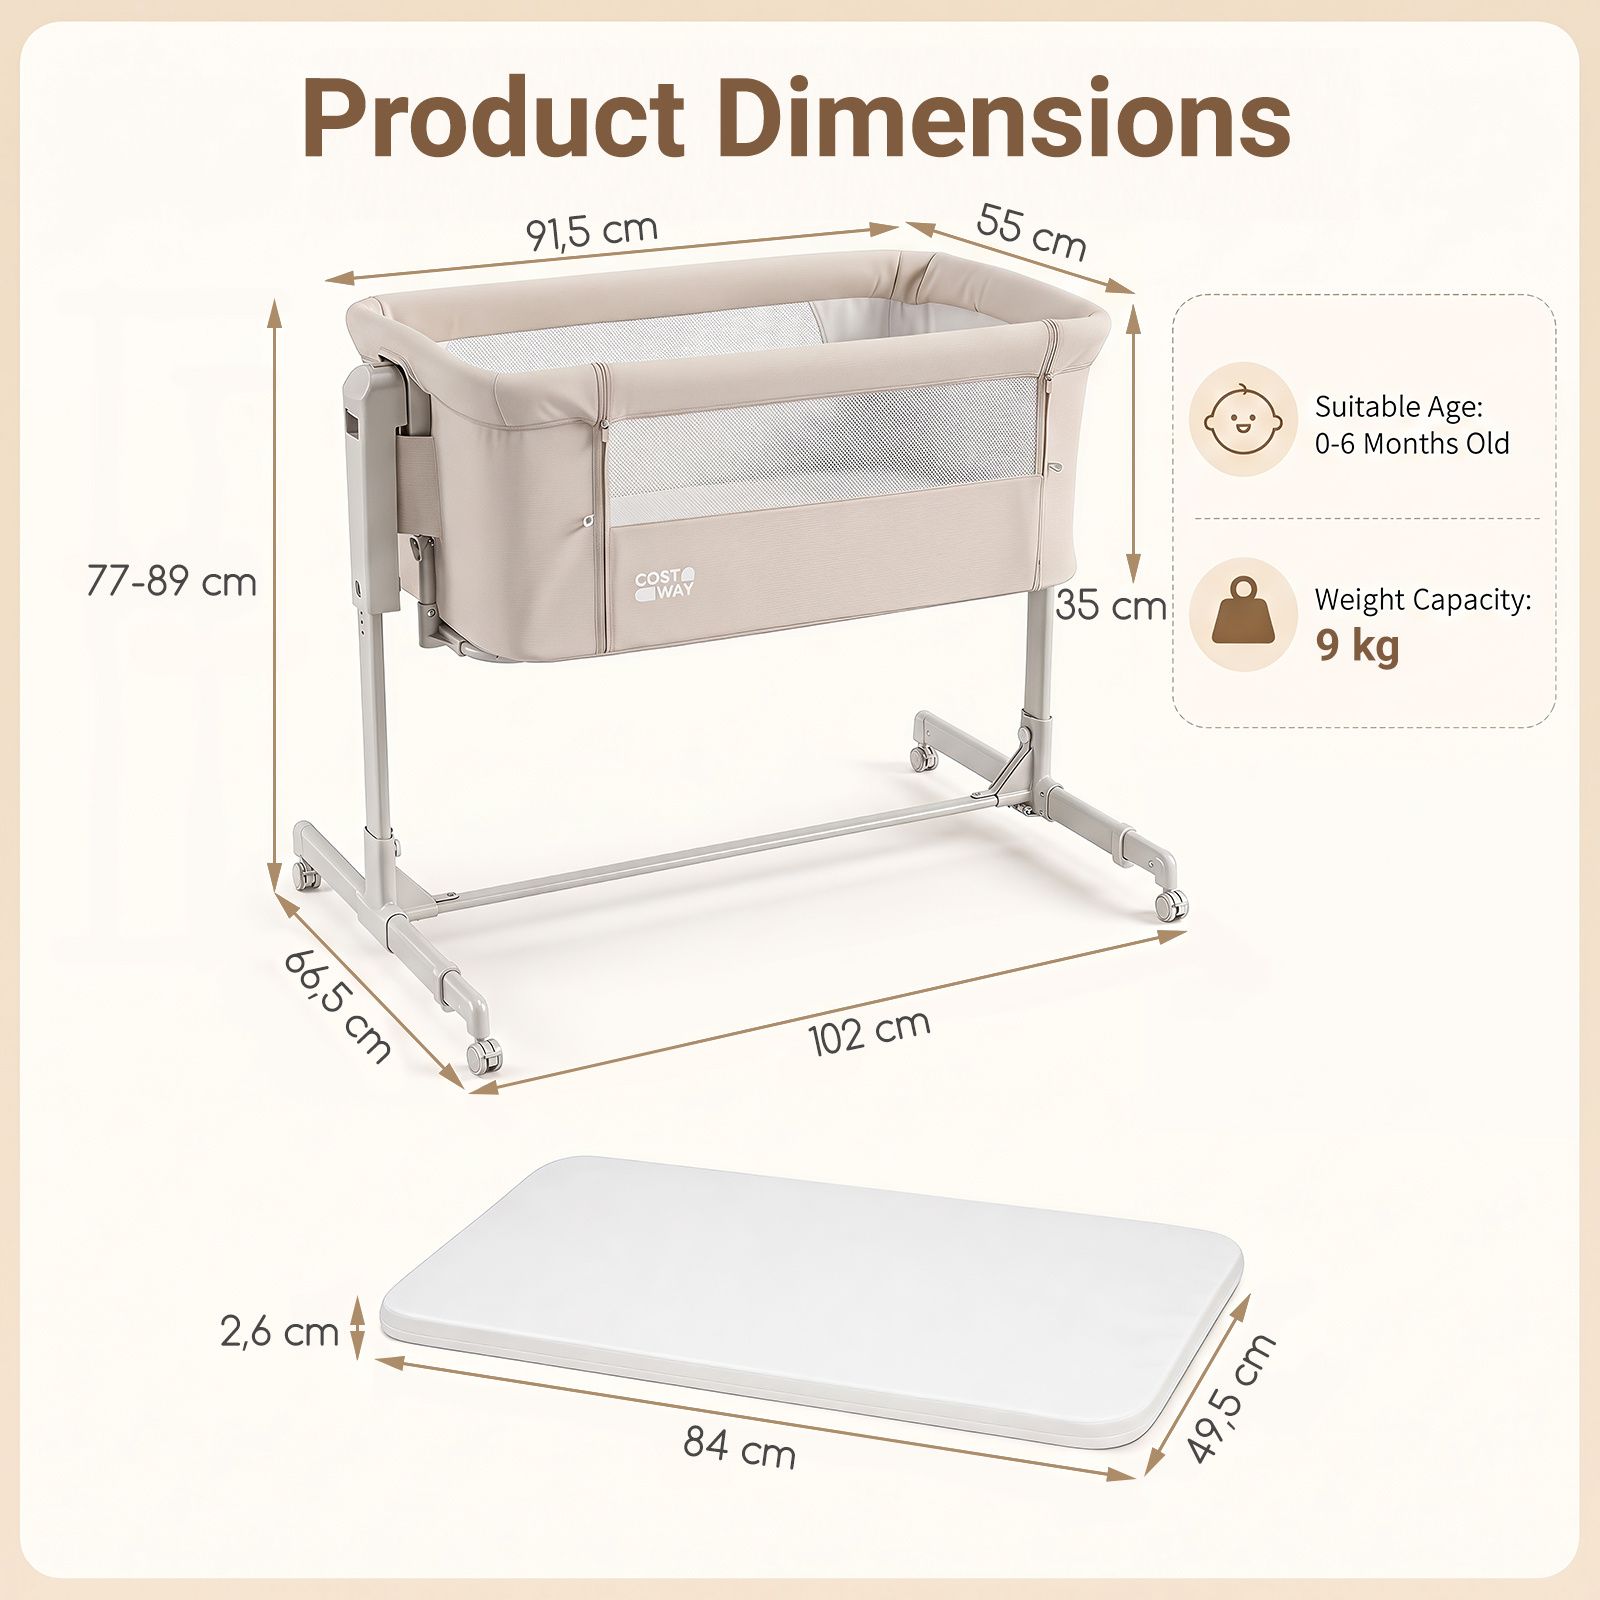 Product Dimensions
91,5 cm
55 cm
77-89 cm
35 cm
Suitable Age:
0-6 Months Old
Weight Capacity:
9 kg
COST
WAY
66,5 cm
102 cm
2,6 cm
84 cm
49,5 cm